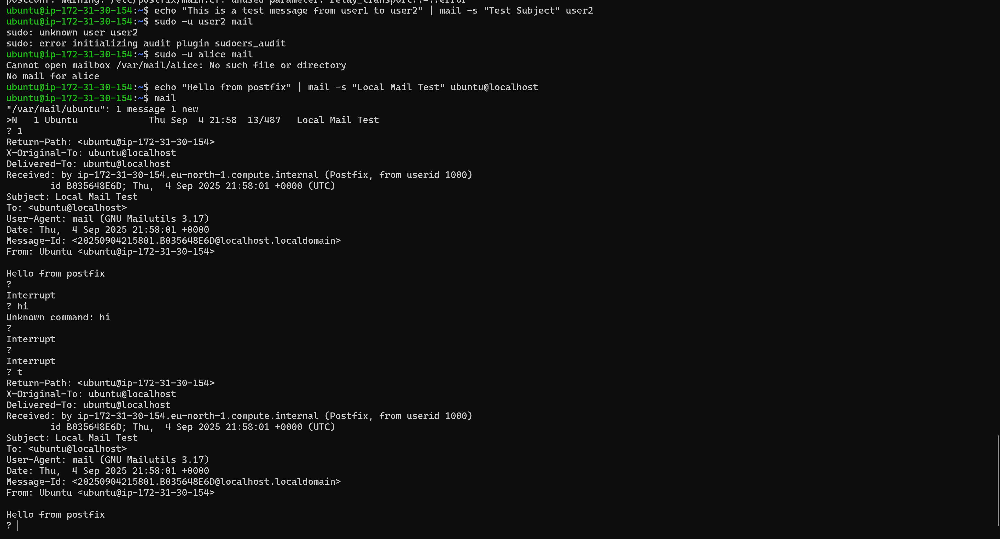 postconf: warning: /etc/postfix/main.cf: unused parameter: relay_transport??=??error
ubuntu@ip-172-31-30-154:~$ echo "This is a test message from user1 to user2" | mail -s "Test Subject" user2
ubuntu@ip-172-31-30-154:~$ sudo -u user2 mail
sudo: unknown user user2
sudo: error initializing audit plugin sudoers_audit
ubuntu@ip-172-31-30-154:~$ sudo -u alice mail
Cannot open mailbox /var/mail/alice: No such file or directory
No mail for alice
ubuntu@ip-172-31-30-154:~$ echo "Hello from postfix" | mail -s "Local Mail Test" ubuntu@localhost
ubuntu@ip-172-31-30-154:~$ mail
"/var/mail/ubuntu": 1 message 1 new
>N   1 Ubuntu             Thu Sep  4 21:58  13/487   Local Mail Test
? 1
Return-Path: <ubuntu@ip-172-31-30-154>
X-Original-To: ubuntu@localhost
Delivered-To: ubuntu@localhost
Received: by ip-172-31-30-154.eu-north-1.compute.internal (Postfix, from userid 1000)
        id B035648E6D; Thu,  4 Sep 2025 21:58:01 +0000 (UTC)
Subject: Local Mail Test
To: <ubuntu@localhost>
User-Agent: mail (GNU Mailutils 3.17)
Date: Thu,  4 Sep 2025 21:58:01 +0000
Message-Id: <20250904215801.B035648E6D@localhost.localdomain>
From: Ubuntu <ubuntu@ip-172-31-30-154>

Hello from postfix
?
Interrupt
? hi
Unknown command: hi
?
Interrupt
?
Interrupt
? t
Return-Path: <ubuntu@ip-172-31-30-154>
X-Original-To: ubuntu@localhost
Delivered-To: ubuntu@localhost
Received: by ip-172-31-30-154.eu-north-1.compute.internal (Postfix, from userid 1000)
        id B035648E6D; Thu,  4 Sep 2025 21:58:01 +0000 (UTC)
Subject: Local Mail Test
To: <ubuntu@localhost>
User-Agent: mail (GNU Mailutils 3.17)
Date: Thu,  4 Sep 2025 21:58:01 +0000
Message-Id: <20250904215801.B035648E6D@localhost.localdomain>
From: Ubuntu <ubuntu@ip-172-31-30-154>

Hello from postfix
?